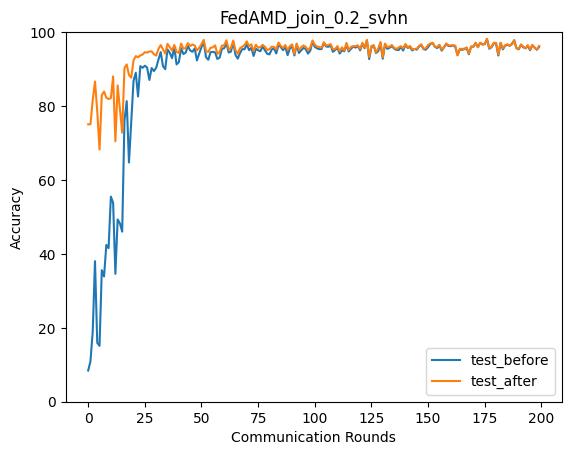 FedAMD_join_0.2_svhn
100
80
60
40
20
0
Accuracy
0 25 50 75 100 125 150 175 200
Communication Rounds
test_before
test_after